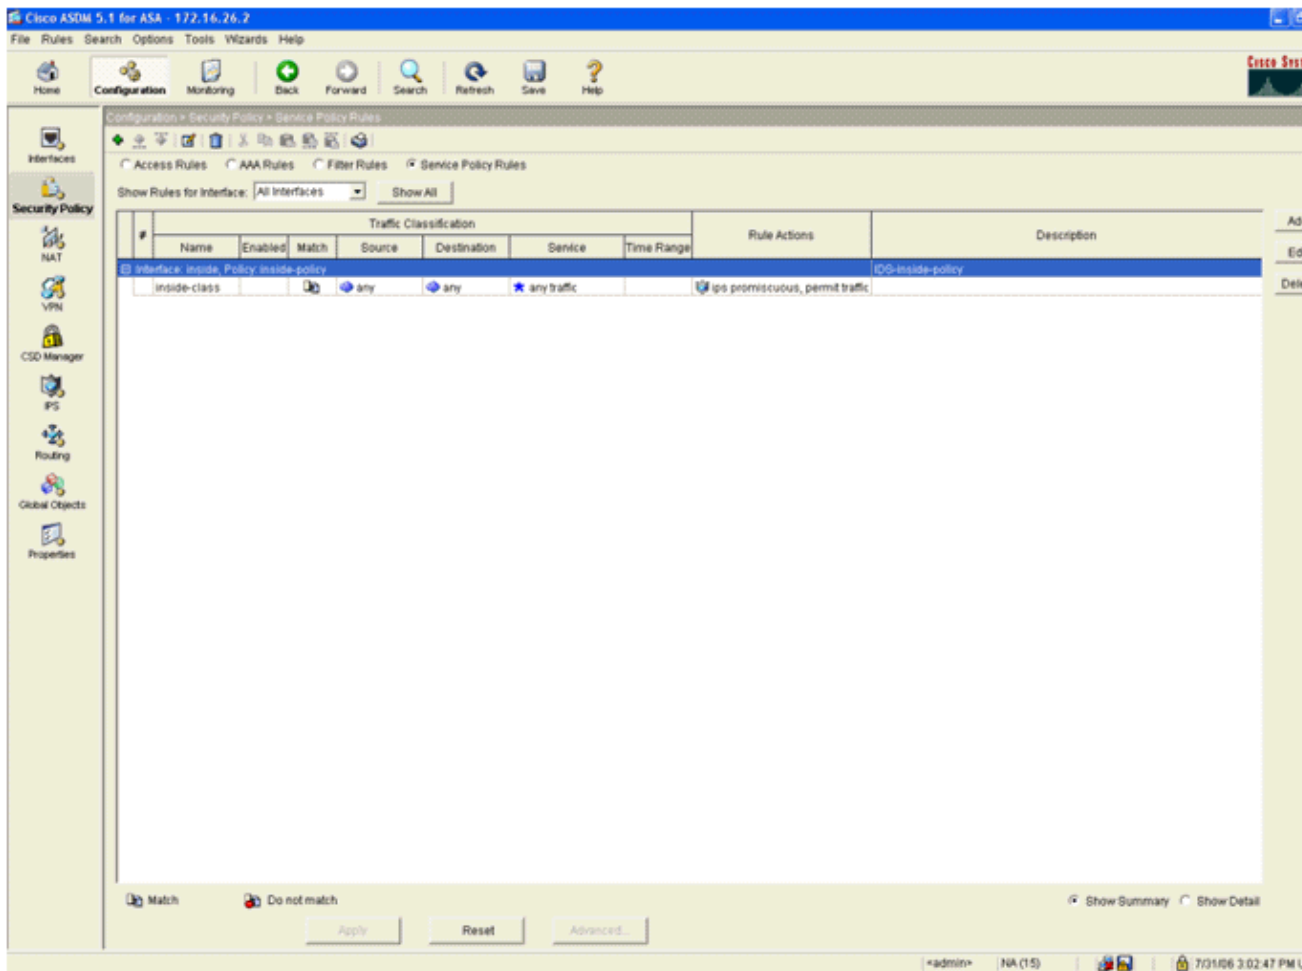 Cisco ASDM 5.1 for ASA - 172.16.26.2
File Rules Search Options Tools Wizards Help
Home Configuration Monitoring Back Forward Search Refresh Save Help
Configuration > Security Policy > Service Policy Rules
Interfaces
Access Rules AAA Rules Filter Rules Service Policy Rules
Show Rules for Interface: All Interfaces Show All
Security Policy
# Traffic Classification Rule Actions Description
Name Enabled Match Source Destination Service Time Range
Interface: inside, Policy: inside-policy IDS-inside-policy
inside-class any any any traffic ips promiscuous, permit traffic
NAT
VPN
CSD Manager
IPS
Routing
Global Objects
Properties
Match Do not match Show Summary Show Detail
Apply Reset Advanced...
<admin> NA (15) 7/31/06 3:02:47 PM